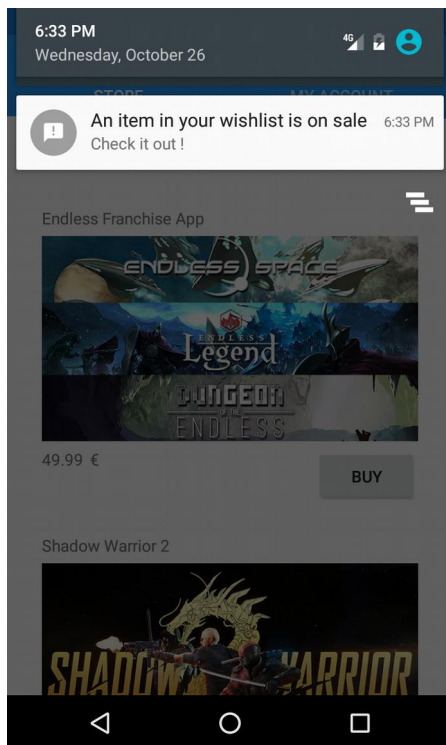 6:33 PM
Wednesday, October 26
4G
STORE MY ACCOUNT
An item in your wishlist is on sale 6:33 PM
Check it out !
Endless Franchise App
ENDLESS SPACE
ENDLESS
Legend
DUNGEON
OF THE
ENDLESS
49.99 €
BUY
Shadow Warrior 2
SHADOW WARRIOR